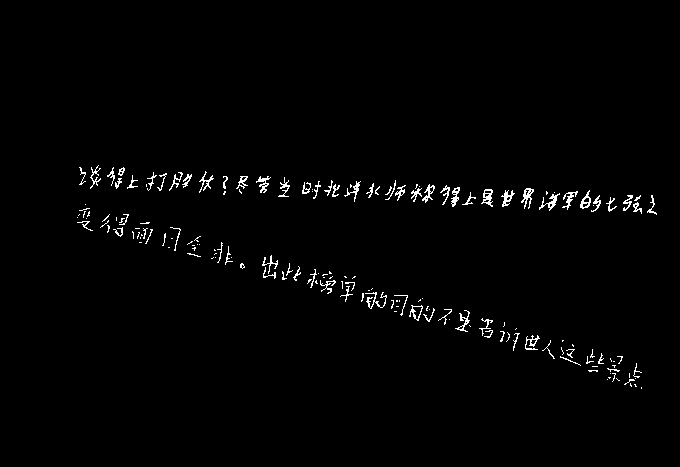 谈得上打胜仗?尽管当时北洋水师称得上是世界海军的七强之
变得面目全非。出此榜单的目的不是告诉世人这些景点